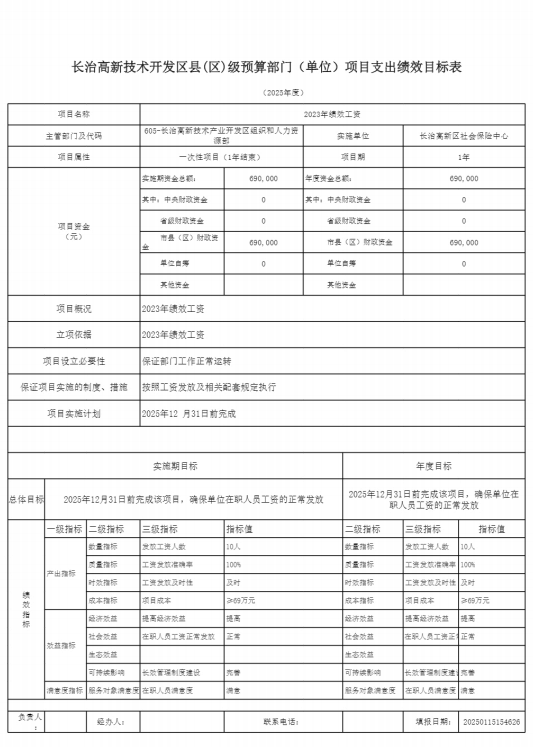 长治高新技术开发区县(区)级预算部门（单位）项目支出绩效目标表
（2025年度）
项目名称 2023年绩效工资
主管部门及代码 605-长治高新技术产业开发区组织和人力资源部 实施单位 长治高新区社会保险中心
项目属性 一次性项目（1年结束） 项目期 1年
项目资金（元） 实施期资金总额： 690,000 年度资金总额： 690,000
其中：中央财政资金 0 其中：中央财政资金 0
省级财政资金 0 省级财政资金 0
市县（区）财政资金 690,000 市县（区）财政资金 690,000
单位自筹 0 单位自筹 0
其他资金 其他资金
项目概况 2023年绩效工资
立项依据 2023年绩效工资
项目设立必要性 保证部门工作正常运转
保证项目实施的制度、措施 按照工资发放及相关配套规定执行
项目实施计划 2025年12 月31日前完成
实施期目标 年度目标
总体目标 2025年12月31日前完成该项目，确保单位在职人员工资的正常发放 2025年12月31日前完成该项目，确保单位在职人员工资的正常发放
绩效指标 一级指标 二级指标 三级指标 指标值 二级指标 三级指标 指标值
产出指标 数量指标 发放工资人数 10人 数量指标 发放工资人数 10人
质量指标 工资发放准确率 100% 质量指标 工资发放准确率 100%
时效指标 工资发放及时性 及时 时效指标 工资发放及时性 及时
成本指标 项目成本 ≥69万元 成本指标 项目成本 ≥69万元
效益指标 经济效益 提高经济效益 提高 经济效益 提高经济效益 提高
社会效益 在职人员工资正常发放 正常 社会效益 在职人员工资正 正常
生态效益 生态效益
可持续影响 长效管理制度建设 完善 可持续影响 长效管理制度建 完善
满意度指标 服务对象满意度 在职人员满意度 满意 服务对象满意度 在职人员满意度 满意
负责人： 经办人： 联系电话： 填报日期： 20250115154626